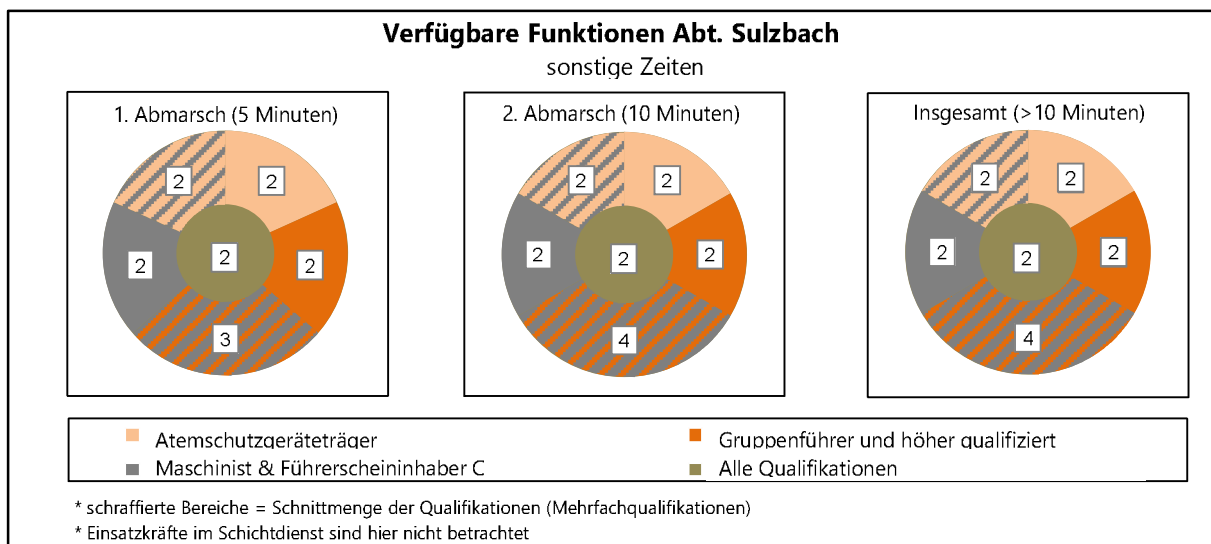 Verfügbare Funktionen Abt. Sulzbach
sonstige Zeiten
1. Abmarsch (5 Minuten)
2
2
2
2
2
3
2. Abmarsch (10 Minuten)
2
2
2
2
2
4
Insgesamt (>10 Minuten)
2
2
2
2
2
4
Atemschutzgeräteträger
Gruppenführer und höher qualifiziert
Maschinist & Führerscheininhaber C
Alle Qualifikationen
* schraffierte Bereiche = Schnittmenge der Qualifikationen (Mehrfachqualifikationen)
* Einsatzkräfte im Schichtdienst sind hier nicht betrachtet